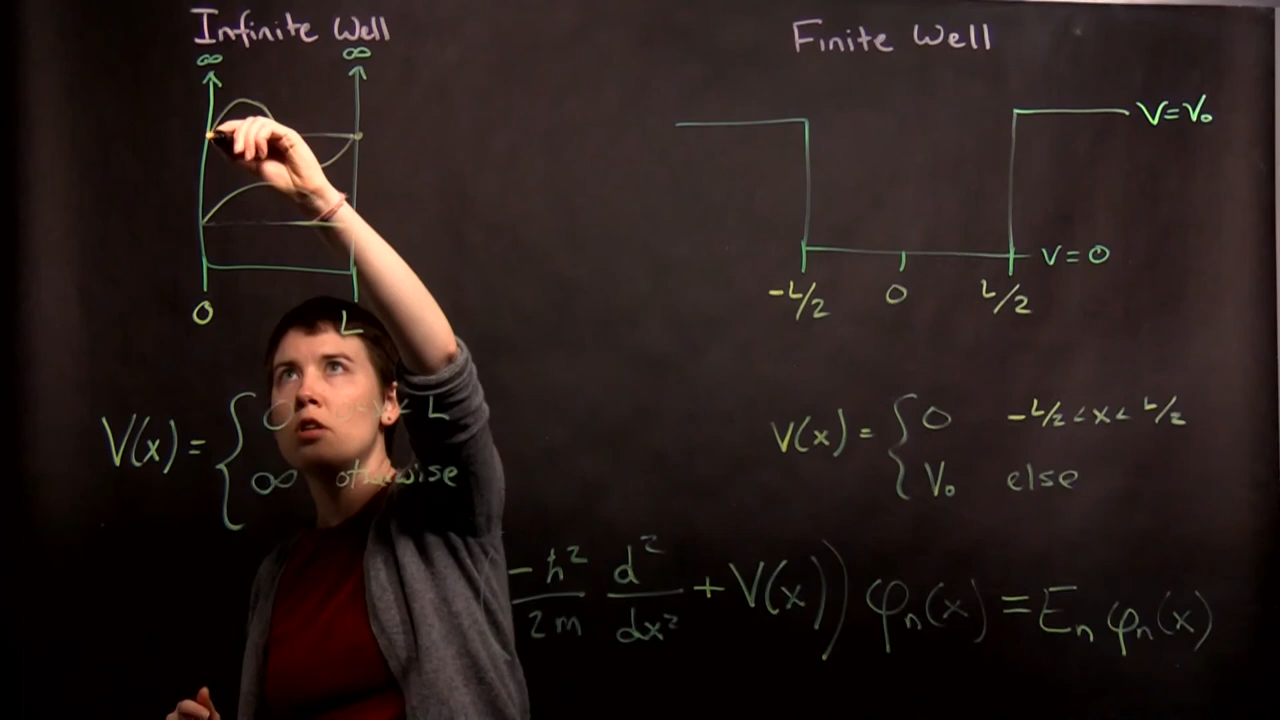 Infinite Well
Finite Well
∞ ∞
V=V₀
V=0
0 L
-L/2 0 L/2
V(x) = { 0 L
∞ otherwise
V(x) = { 0 -L/2 < x < L/2
V₀ else
(-ħ²/2m d²/dx² + V(x)) φₙ(x) = Eₙ φₙ(x)